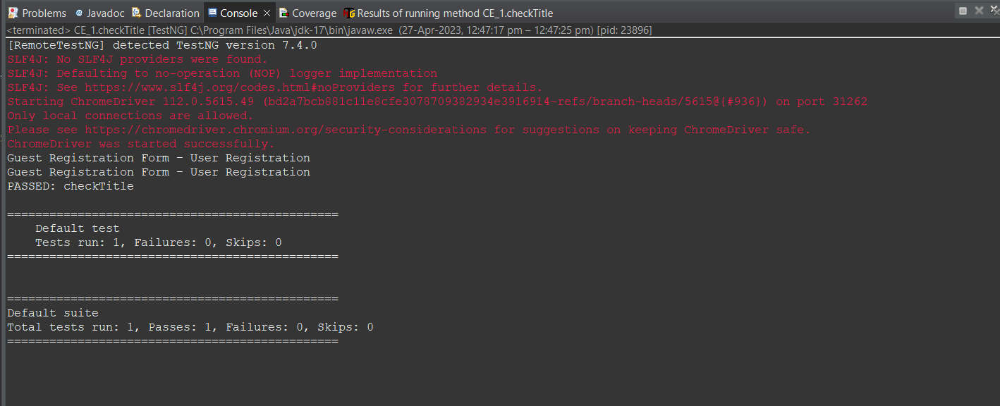 Problems Javadoc Declaration Console Coverage Results of running method CE_1.checkTitle
<terminated> CE_1.checkTitle [TestNG] C:\Program Files\Java\jdk-17\bin\javaw.exe (27-Apr-2023, 12:47:17 pm – 12:47:25 pm) [pid: 23896]
[RemoteTestNG] detected TestNG version 7.4.0
SLF4J: No SLF4J providers were found.
SLF4J: Defaulting to no-operation (NOP) logger implementation
SLF4J: See https://www.slf4j.org/codes.html#noProviders for further details.
Starting ChromeDriver 112.0.5615.49 (bd2a7bcb881c11e8cfe3078709382934e3916914-refs/branch-heads/5615@{#936}) on port 31262
Only local connections are allowed.
Please see https://chromedriver.chromium.org/security-considerations for suggestions on keeping ChromeDriver safe.
ChromeDriver was started successfully.
Guest Registration Form – User Registration
Guest Registration Form – User Registration
PASSED: checkTitle
===============================================
Default test
Tests run: 1, Failures: 0, Skips: 0
===============================================
===============================================
Default suite
Total tests run: 1, Passes: 1, Failures: 0, Skips: 0
===============================================